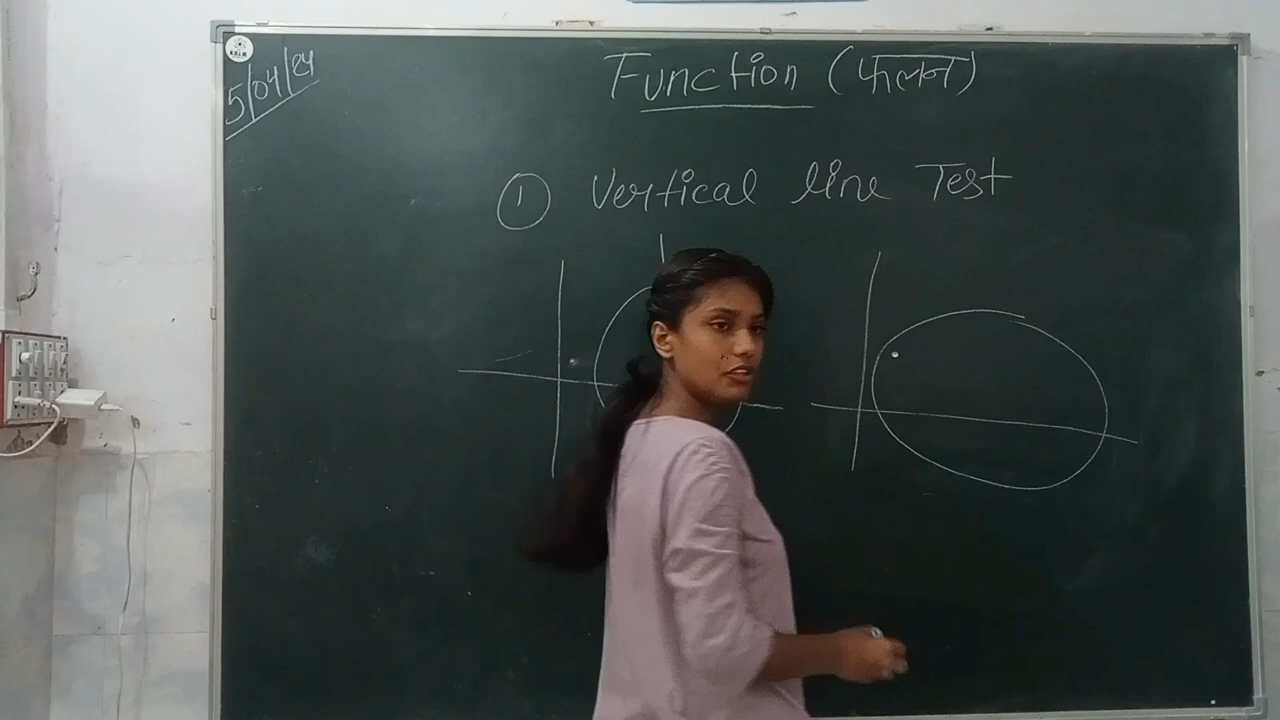 5/04/24
Function (फलन)
① Vertical line Test